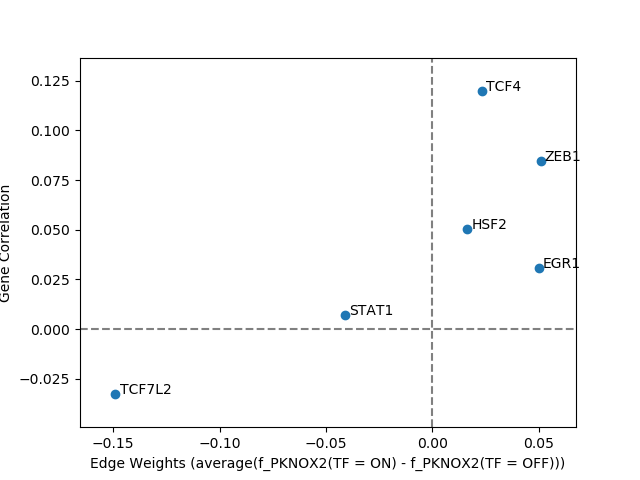 0.125
0.100
0.075
0.050
0.025
0.000
−0.025
Gene Correlation
TCF4
ZEB1
HSF2
EGR1
STAT1
TCF7L2
−0.15
−0.10
−0.05
0.00
0.05
Edge Weights (average(f_PKNOX2(TF = ON) - f_PKNOX2(TF = OFF)))